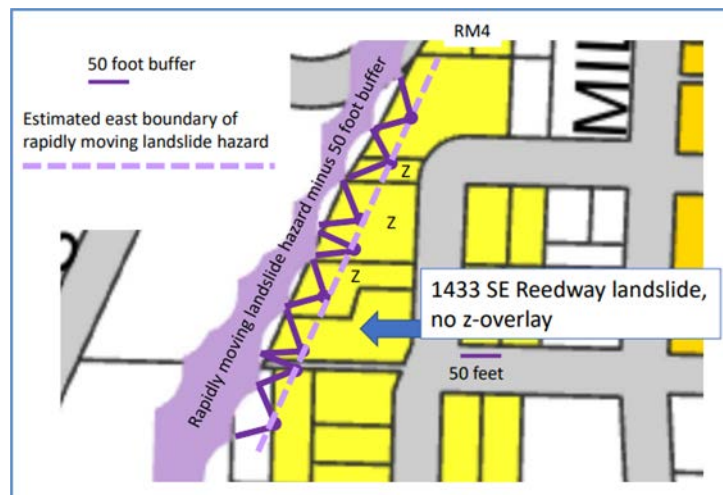 RM4
50 foot buffer
Estimated east boundary of
rapidly moving landslide hazard
Rapidly moving landslide hazard minus 50 foot buffer
MIL
Z
Z
Z
1433 SE Reedway landslide,
no z-overlay
50 feet